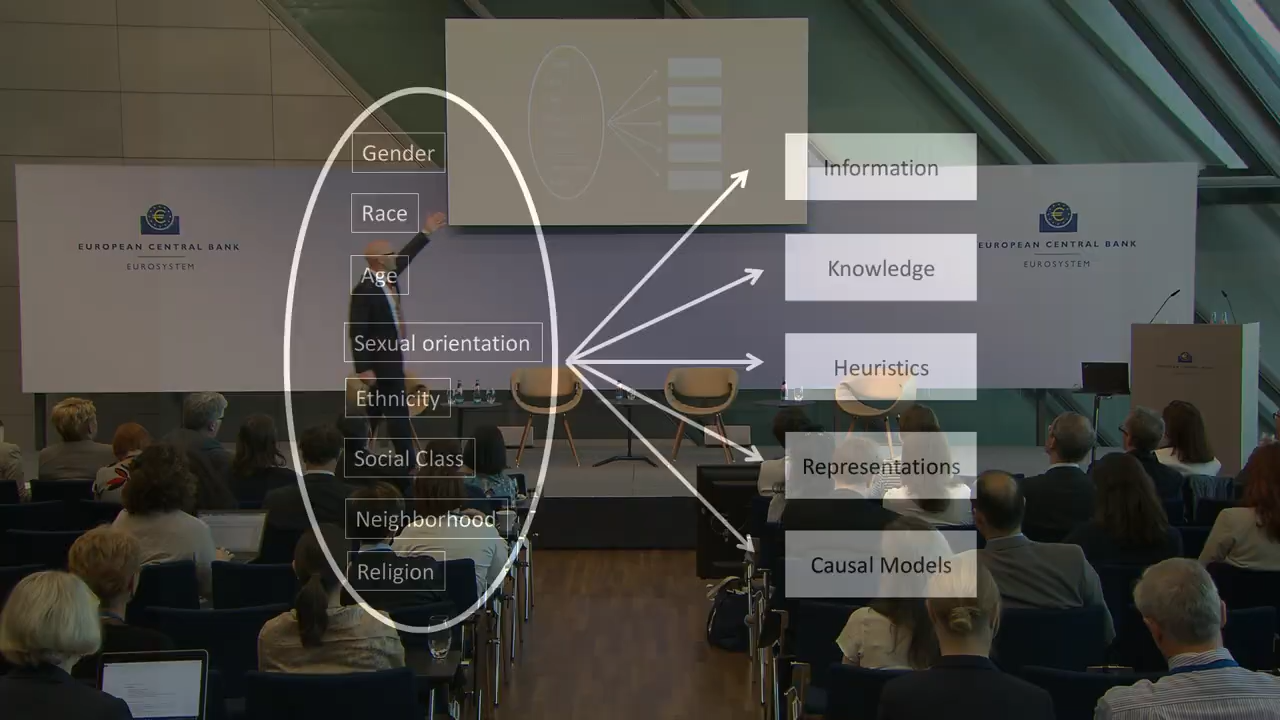 Gender
Race
Age
Sexual orientation
Ethnicity
Social Class
Neighborhood
Religion
Information
Knowledge
Heuristics
Representations
Causal Models
EUROPEAN CENTRAL BANK
EUROSYSTEM
EUROPEAN CENTRAL BANK
EUROSYSTEM